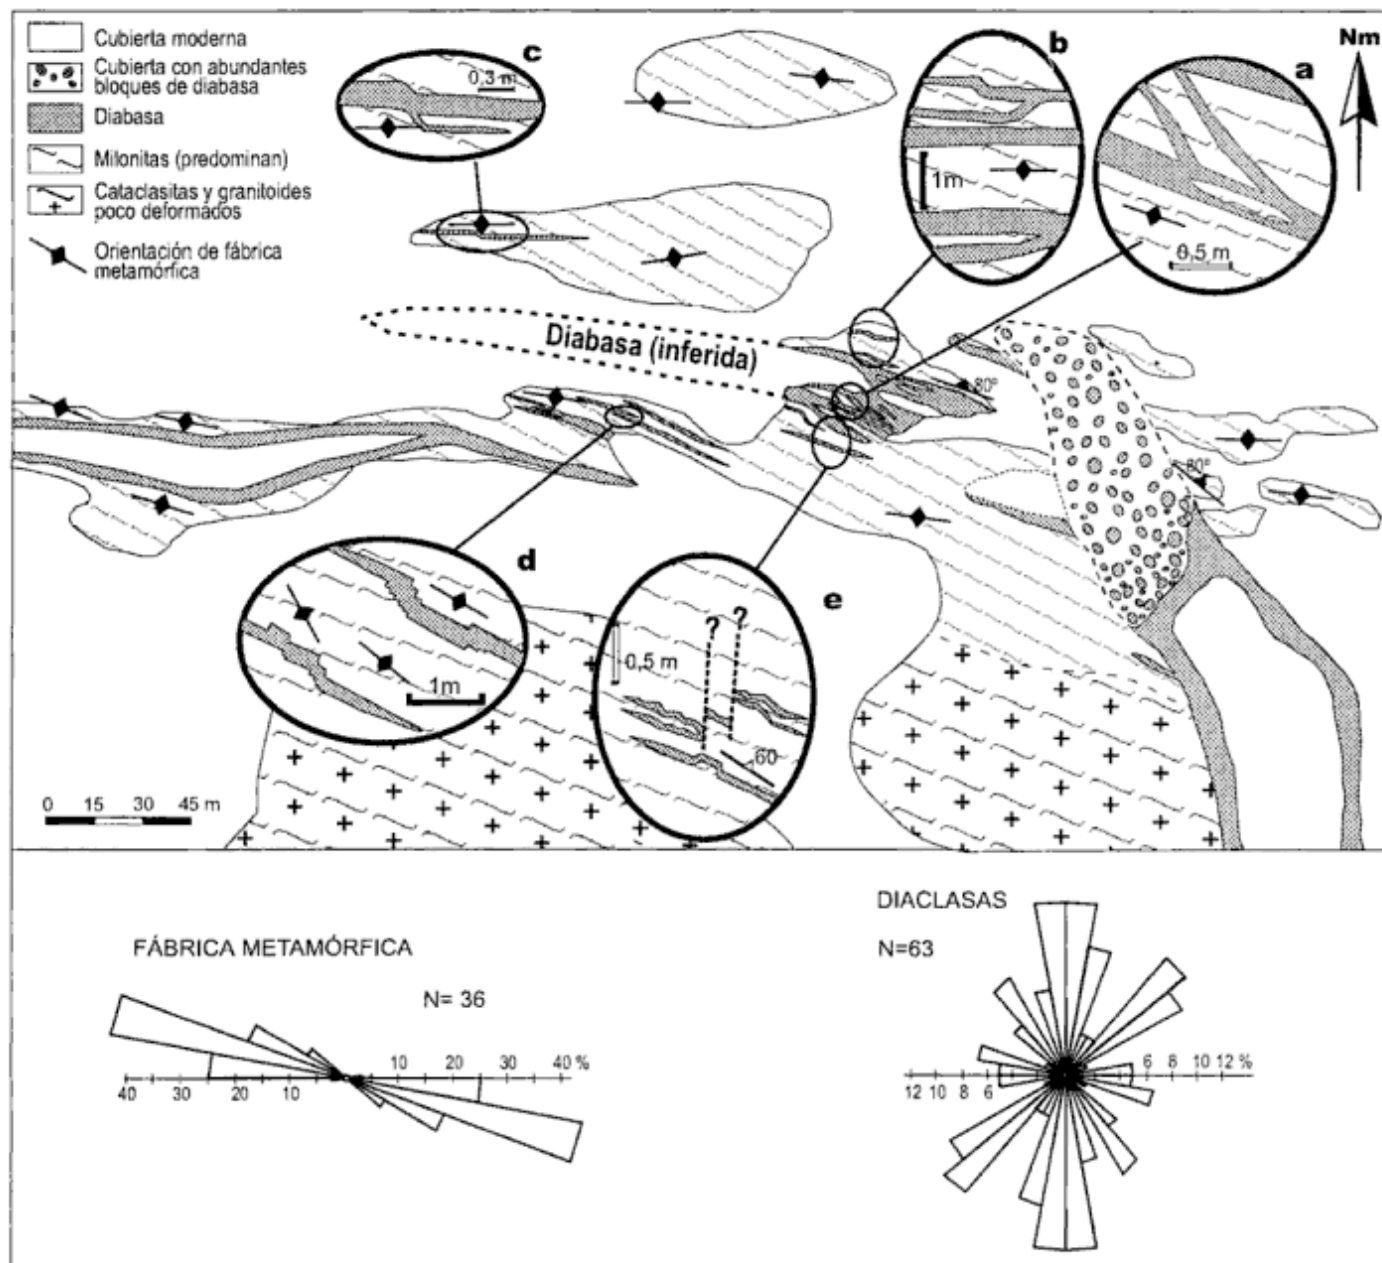 Cubierta moderna
Cubierta con abundantes
bloques de diabasa
Diabasa
Milonitas (predominan)
Cataclasitas y granitoides
poco deformados
Orientación de fábrica
metamórfica
c
0,3 m
b
1m
a
0,5 m
Nm
Diabasa (inferida)
80º
80º
d
1m
e
? ?
0,5 m
60
0 15 30 45 m
FÁBRICA METAMÓRFICA
N= 36
10 20 30 40 %
40 30 20 10
DIACLASAS
N=63
6 8 10 12 %
12 10 8 6